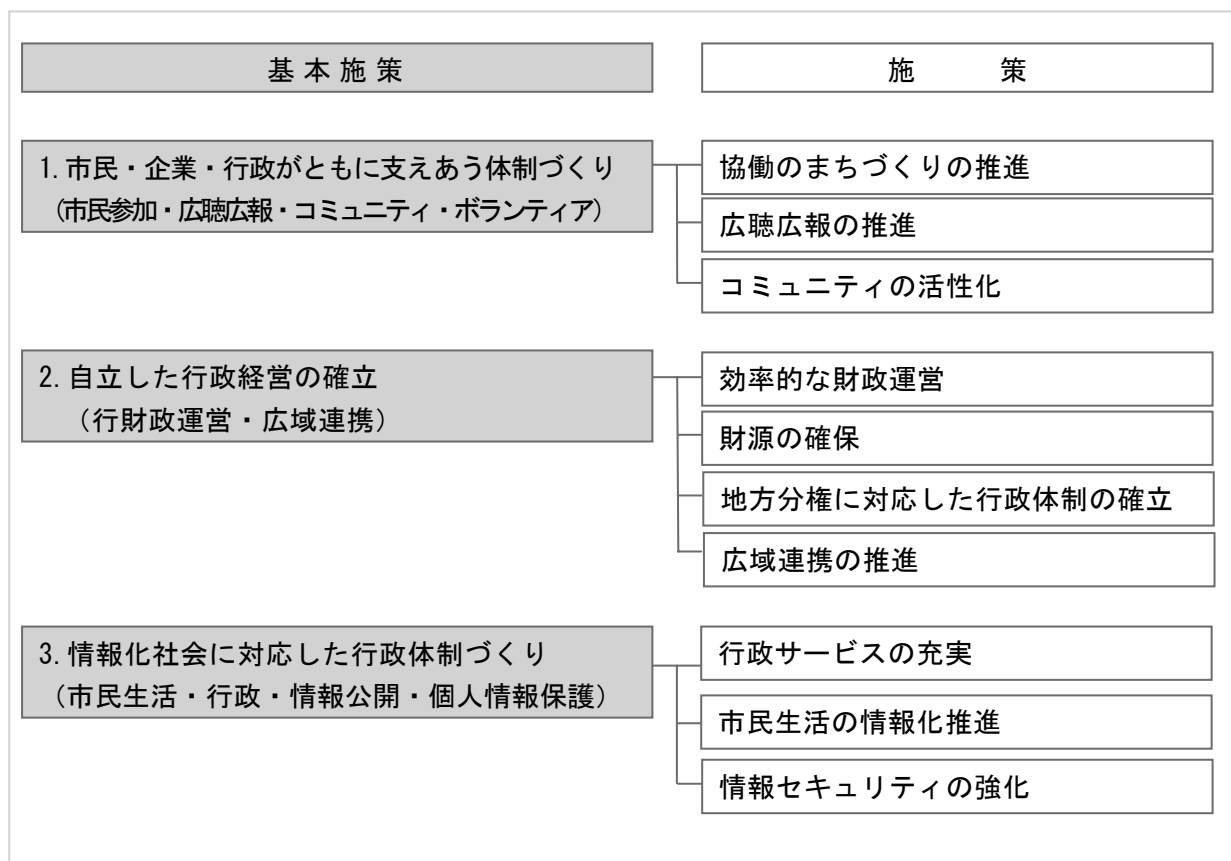 基本施策
施　策
1.市民・企業・行政がともに支えあう体制づくり
（市民参加・広聴広報・コミュニティ・ボランティア）
協働のまちづくりの推進
広聴広報の推進
コミュニティの活性化
2.自立した行政経営の確立
（行財政運営・広域連携）
効率的な財政運営
財源の確保
地方分権に対応した行政体制の確立
広域連携の推進
3.情報化社会に対応した行政体制づくり
（市民生活・行政・情報公開・個人情報保護）
行政サービスの充実
市民生活の情報化推進
情報セキュリティの強化